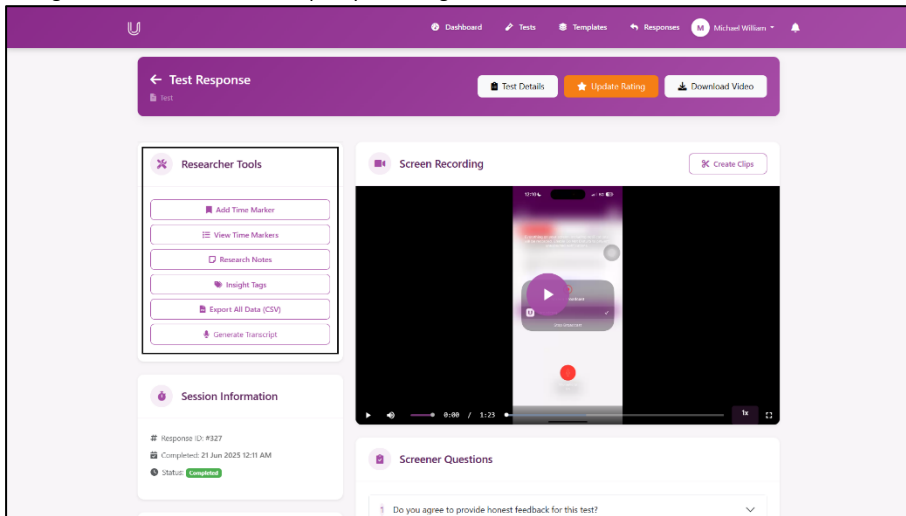 Dashboard Tests Templates Responses M Michael William
Test Response
Test
Test Details Update Rating Download Video
Researcher Tools
Add Time Marker
View Time Markers
Research Notes
Insight Tags
Export All Data (CSV)
Generate Transcript
Session Information
# Response ID: #327
Completed: 21 Jun 2025 12:11 AM
Status: Completed
Screen Recording
Create Clips
0:00 / 1:23
1x
Screener Questions
Do you agree to provide honest feedback for this test?